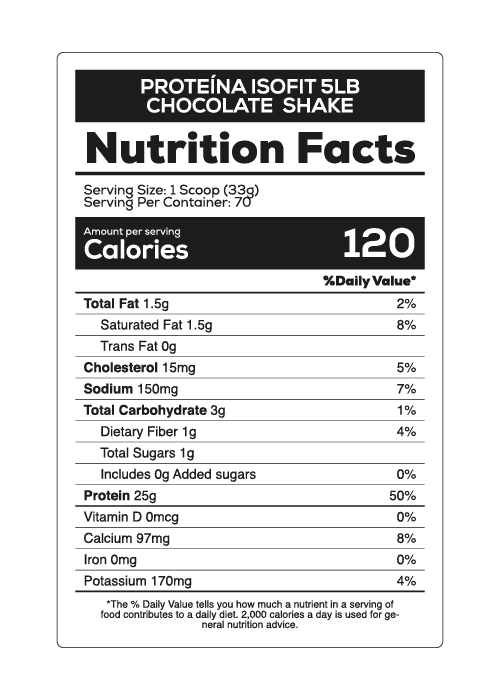 PROTEÍNA ISOFIT 5LB
CHOCOLATE SHAKE
Nutrition Facts
Serving Size: 1 Scoop (33g)
Serving Per Container: 70
Amount per serving
Calories 120
%Daily Value*
Total Fat 1.5g 2%
Saturated Fat 1.5g 8%
Trans Fat 0g
Cholesterol 15mg 5%
Sodium 150mg 7%
Total Carbohydrate 3g 1%
Dietary Fiber 1g 4%
Total Sugars 1g
Includes 0g Added sugars 0%
Protein 25g 50%
Vitamin D 0mcg 0%
Calcium 97mg 8%
Iron 0mg 0%
Potassium 170mg 4%
*The % Daily Value tells you how much a nutrient in a serving of
food contributes to a daily diet. 2,000 calories a day is used for ge-
neral nutrition advice.